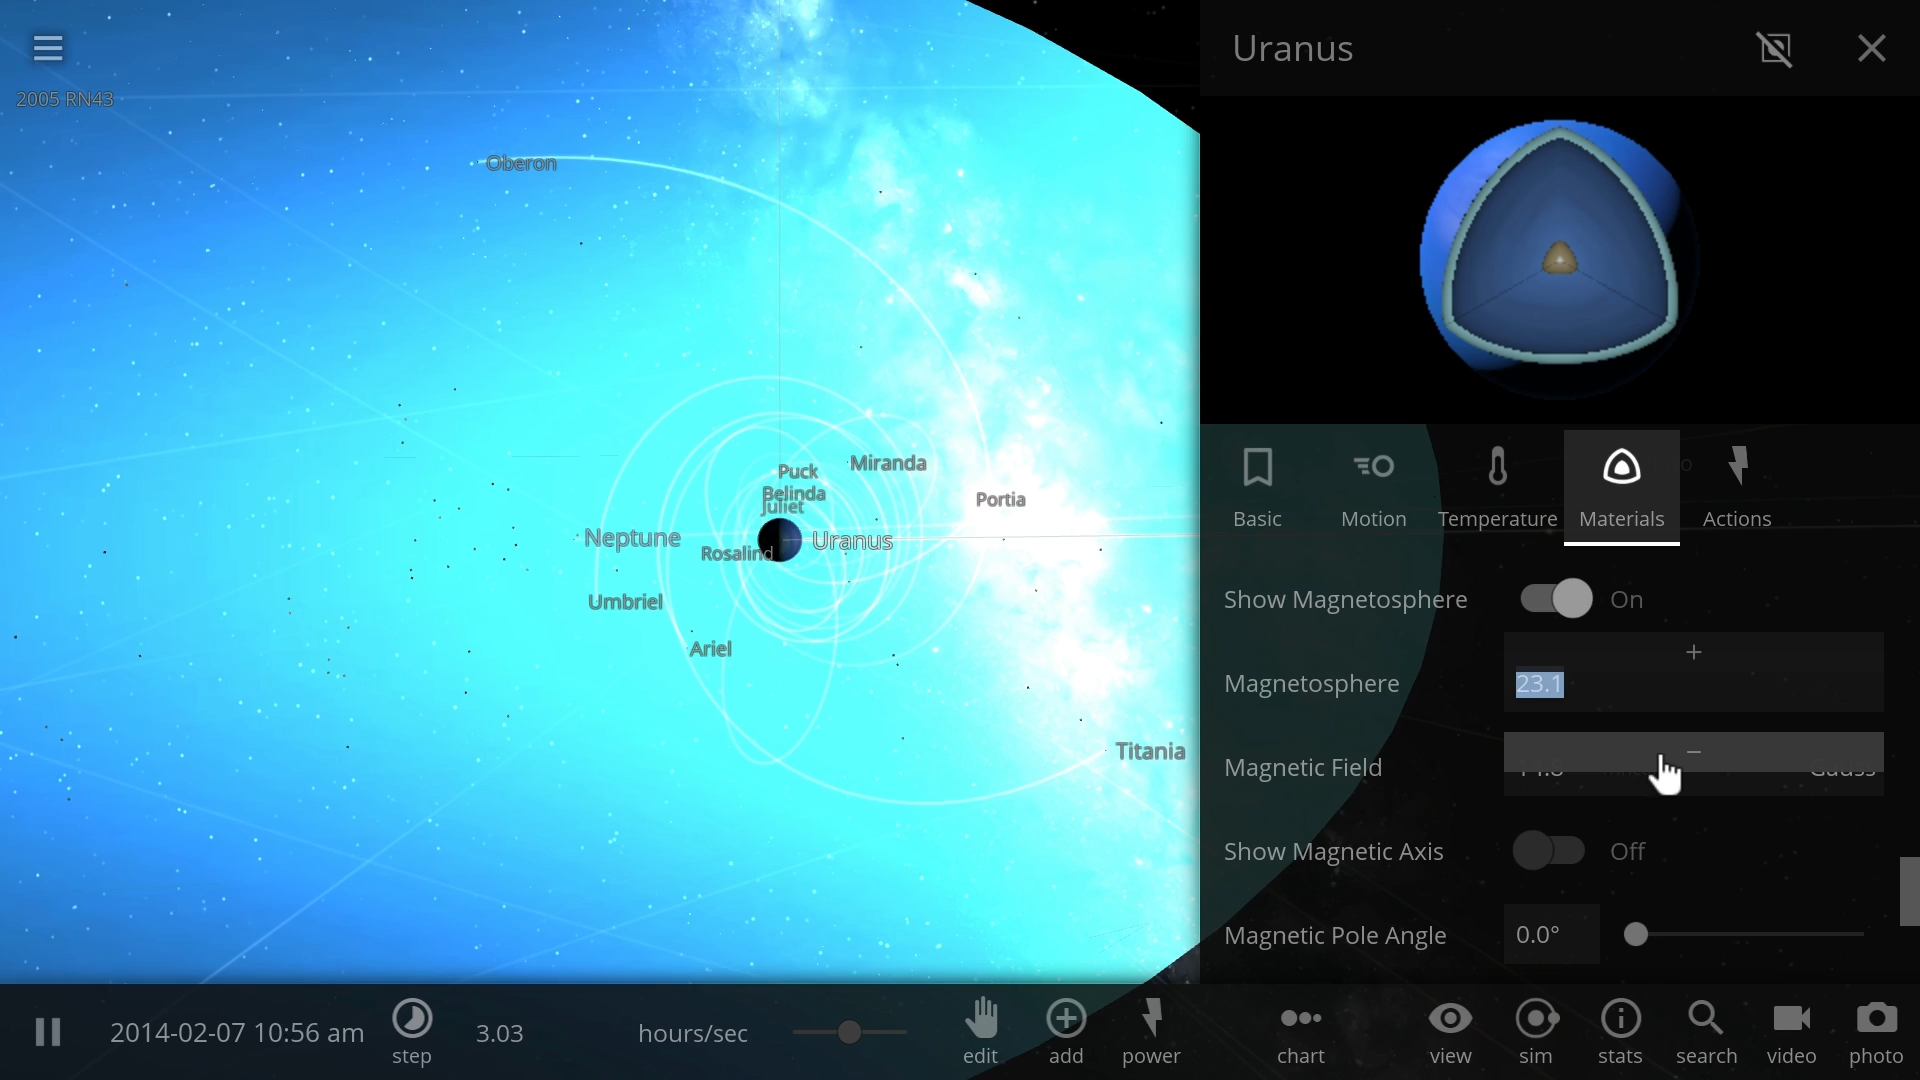 Uranus
2005 RN43
Oberon
Puck
Miranda
Belinda
Juliet
Portia
Neptune
Uranus
Rosalind
Umbriel
Ariel
Titania
Basic
Motion
Temperature
Materials
Actions
Show Magnetosphere
On
Magnetosphere
23.1
+
Magnetic Field
−
Gauss
Show Magnetic Axis
Off
Magnetic Pole Angle
0.0°
2014-02-07 10:56 am
step
3.03
hours/sec
edit
add
power
chart
view
sim
stats
search
video
photo